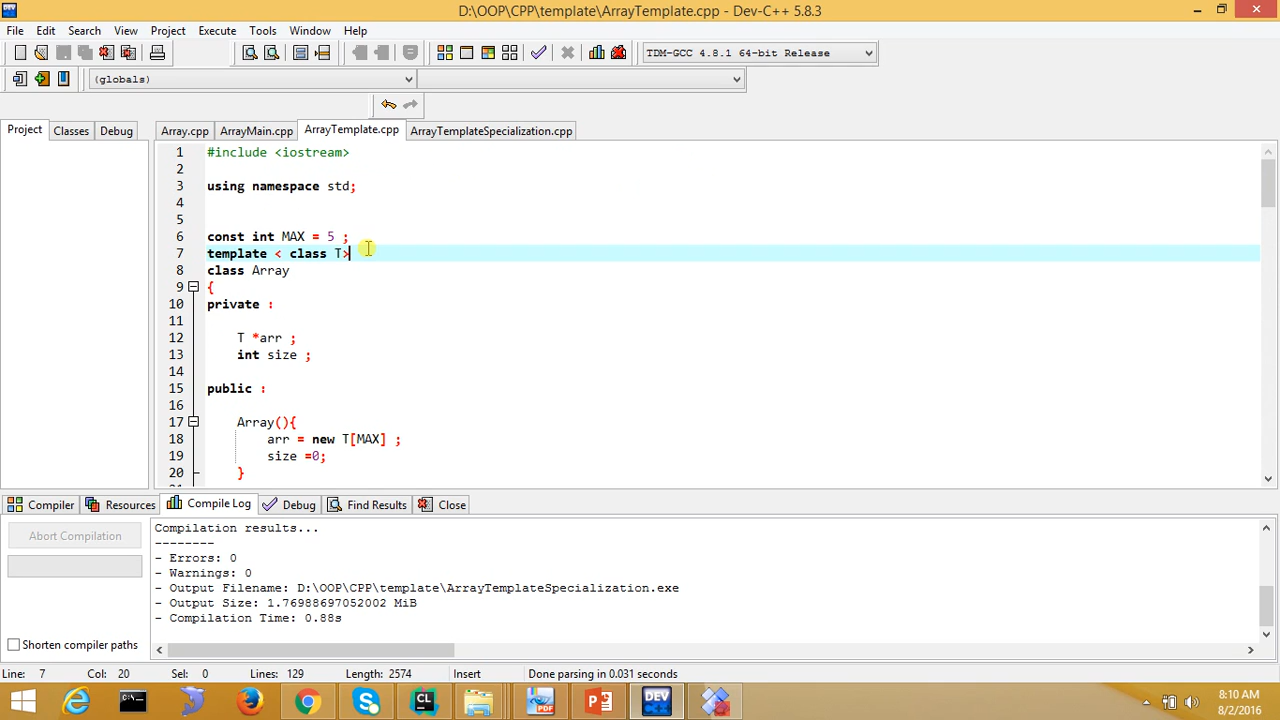 D:\OOP\CPP\template\ArrayTemplate.cpp - Dev-C++ 5.8.3
File Edit Search View Project Execute Tools Window Help
TDM-GCC 4.8.1 64-bit Release
(globals)
Project Classes Debug
Array.cpp ArrayMain.cpp ArrayTemplate.cpp ArrayTemplateSpecialization.cpp
1 #include <iostream>
2
3 using namespace std;
4
5
6 const int MAX = 5 ;
7 template < class T>
8 class Array
9 {
10 private :
11
12 T *arr ;
13 int size ;
14
15 public :
16
17 Array(){
18 arr = new T[MAX] ;
19 size =0;
20 }
Compiler Resources Compile Log Debug Find Results Close
Abort Compilation
Shorten compiler paths
Compilation results...
--------
- Errors: 0
- Warnings: 0
- Output Filename: D:\OOP\CPP\template\ArrayTemplateSpecialization.exe
- Output Size: 1.76988697052002 MiB
- Compilation Time: 0.88s
Line: 7 Col: 20 Sel: 0 Lines: 129 Length: 2574 Insert Done parsing in 0.031 seconds
8:10 AM
8/2/2016